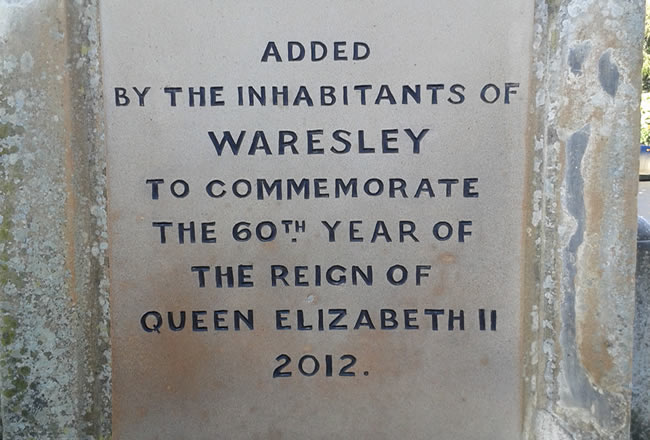 ADDED
BY THE INHABITANTS OF
WARESLEY
TO COMMEMORATE
THE 60TH YEAR OF
THE REIGN OF
QUEEN ELIZABETH II
2012.